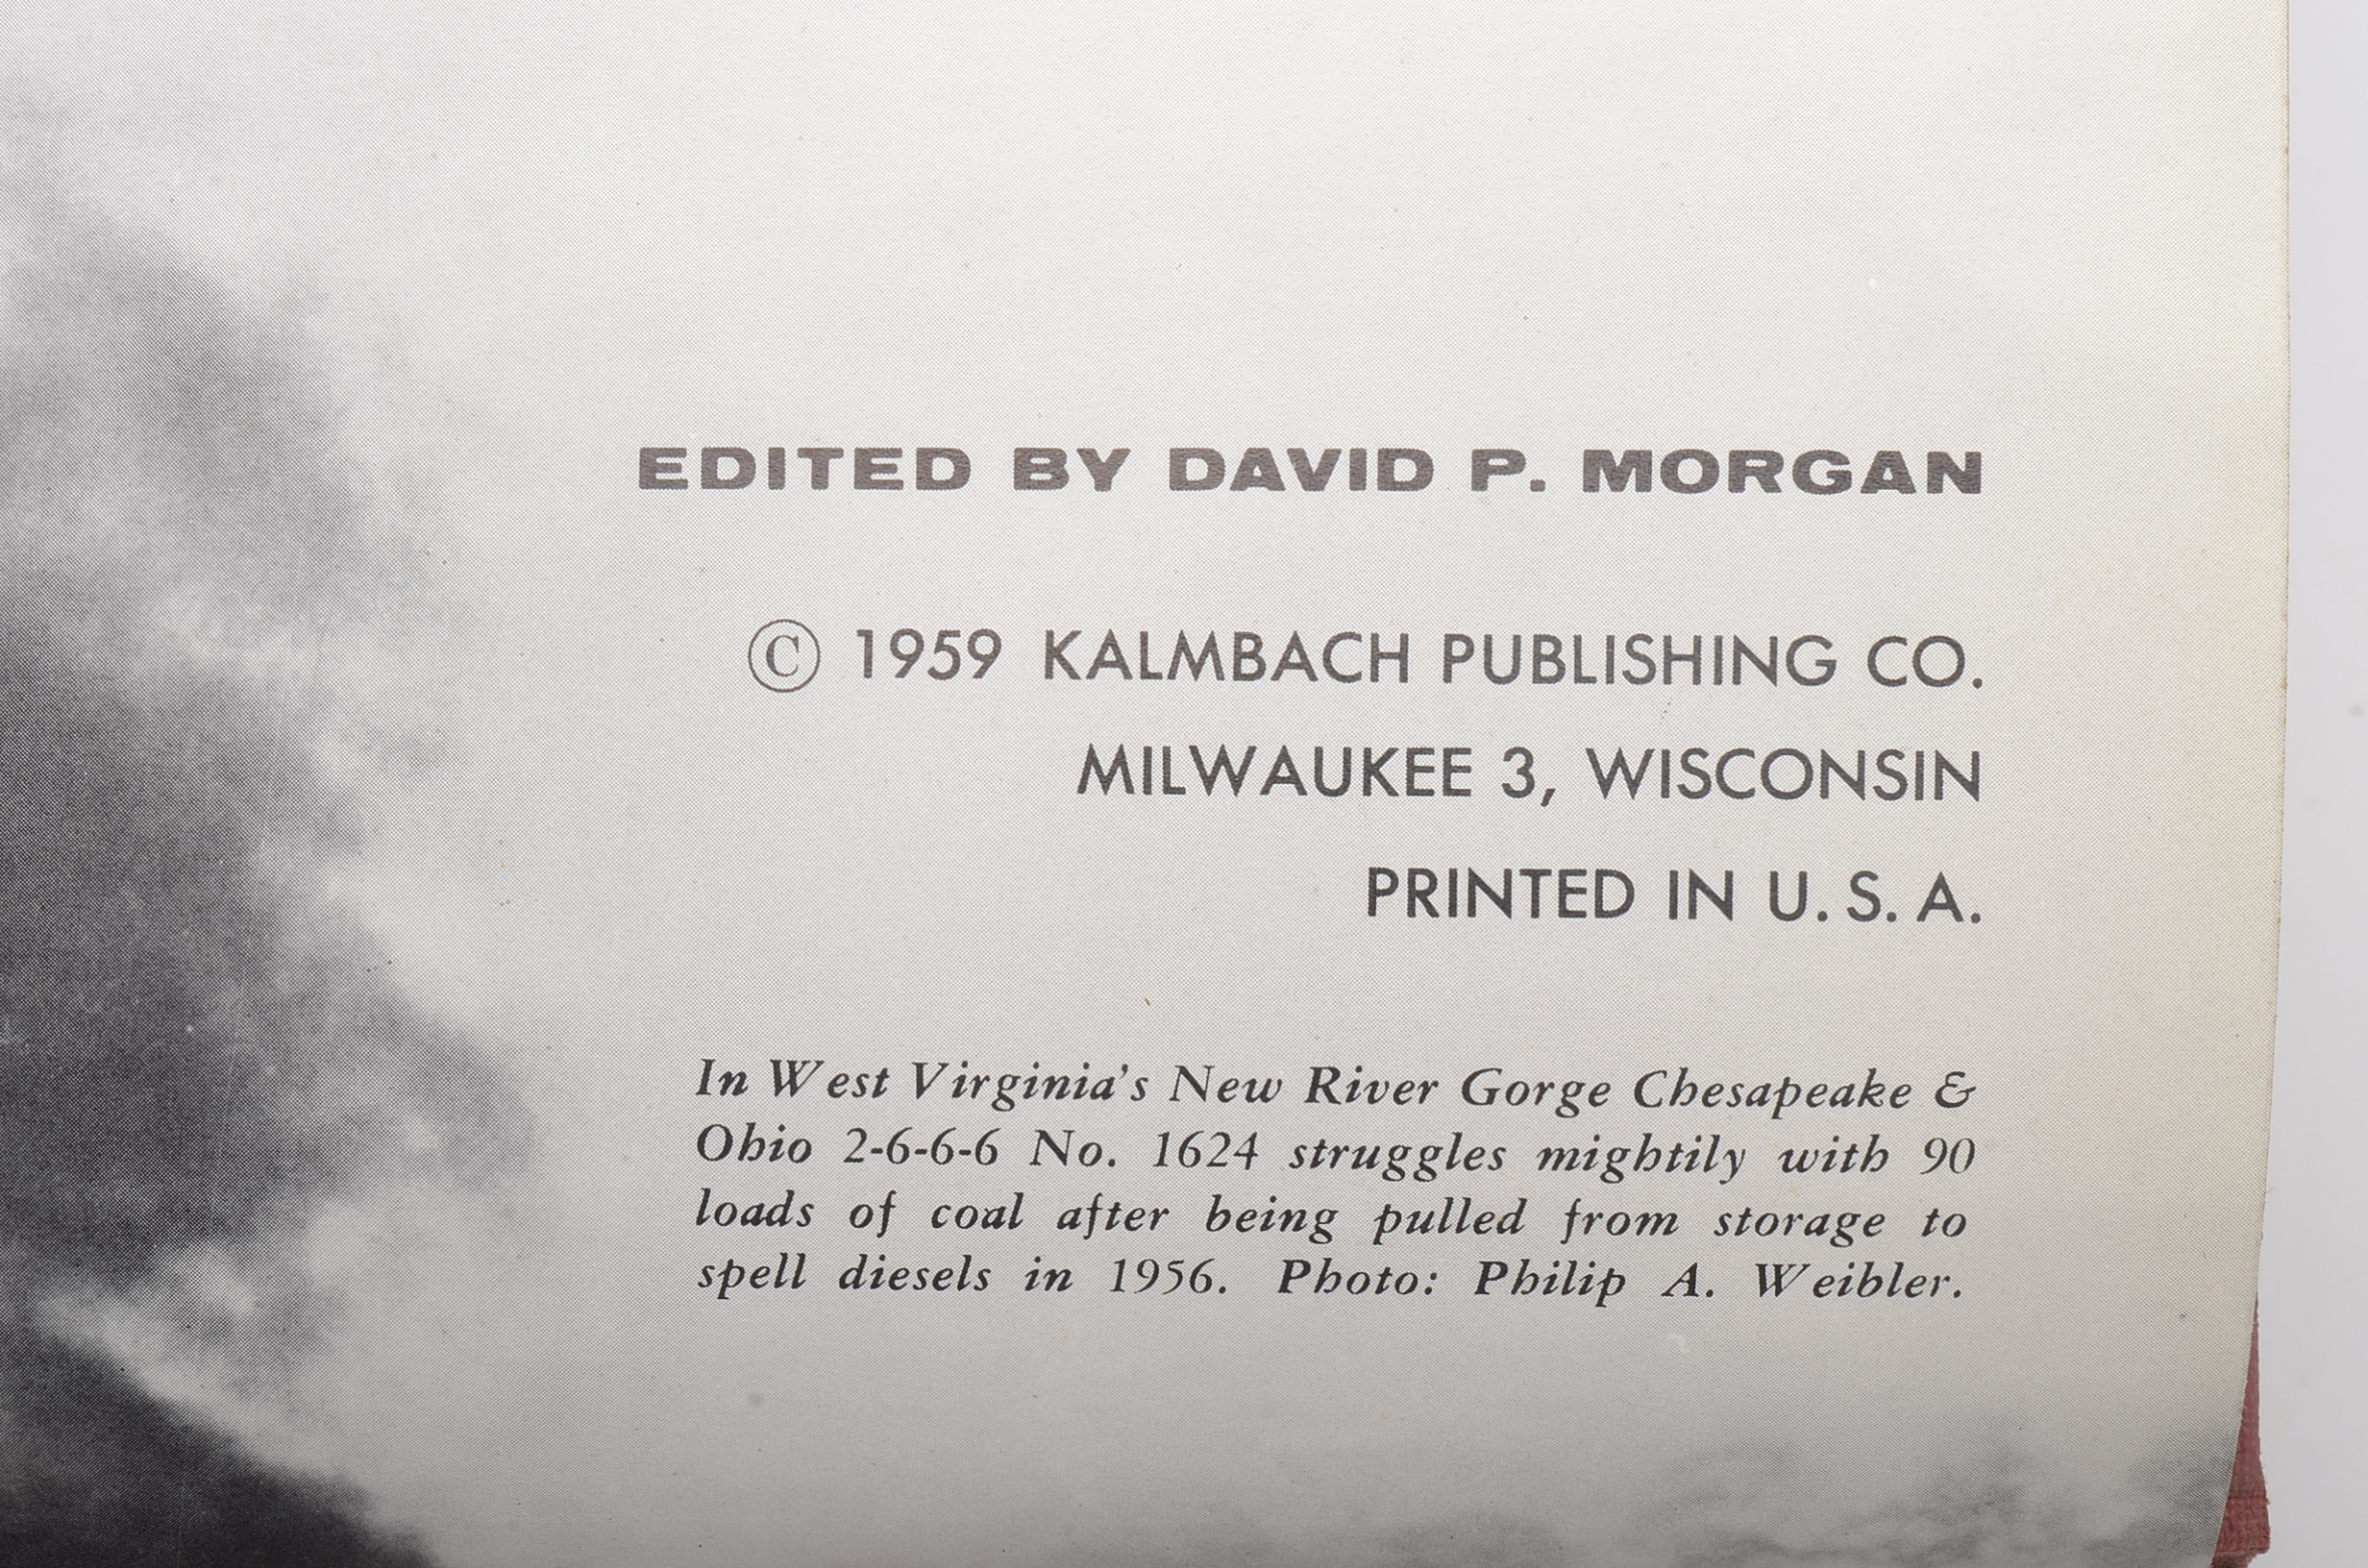 EDITED BY DAVID P. MORGAN
© 1959 KALMBACH PUBLISHING CO.
MILWAUKEE 3, WISCONSIN
PRINTED IN U. S. A.
In West Virginia's New River Gorge Chesapeake &
Ohio 2-6-6-6 No. 1624 struggles mightily with 90
loads of coal after being pulled from storage to
spell diesels in 1956. Photo: Philip A. Weibler.